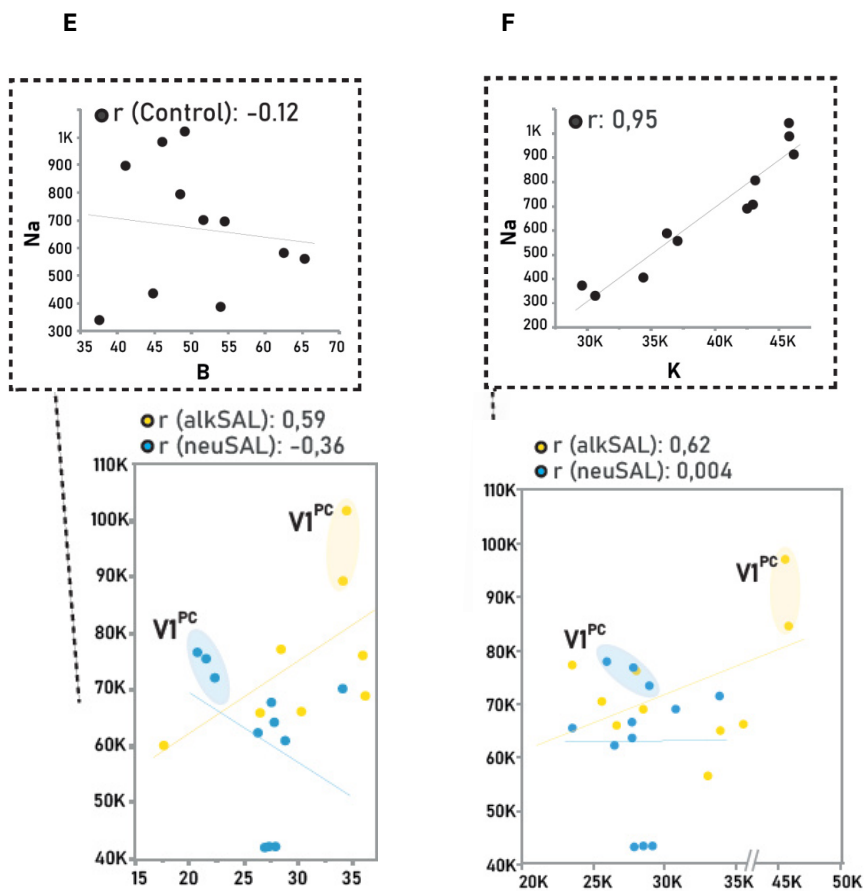 E
r (Control): -0.12
1K
900
800
700
600
500
400
300
Na
35 40 45 50 55 60 65 70
B
r (alkSAL): 0,59
r (neuSAL): -0,36
110K
100K
90K
80K
70K
60K
50K
40K
V1PC
V1PC
15 20 25 30 35
F
r: 0,95
1K
900
800
700
600
500
400
300
200
Na
30K 35K 40K 45K
K
r (alkSAL): 0,62
r (neuSAL): 0,004
110K
100K
90K
80K
70K
60K
50K
40K
V1PC
V1PC
20K 25K 30K 35K 45K 50K